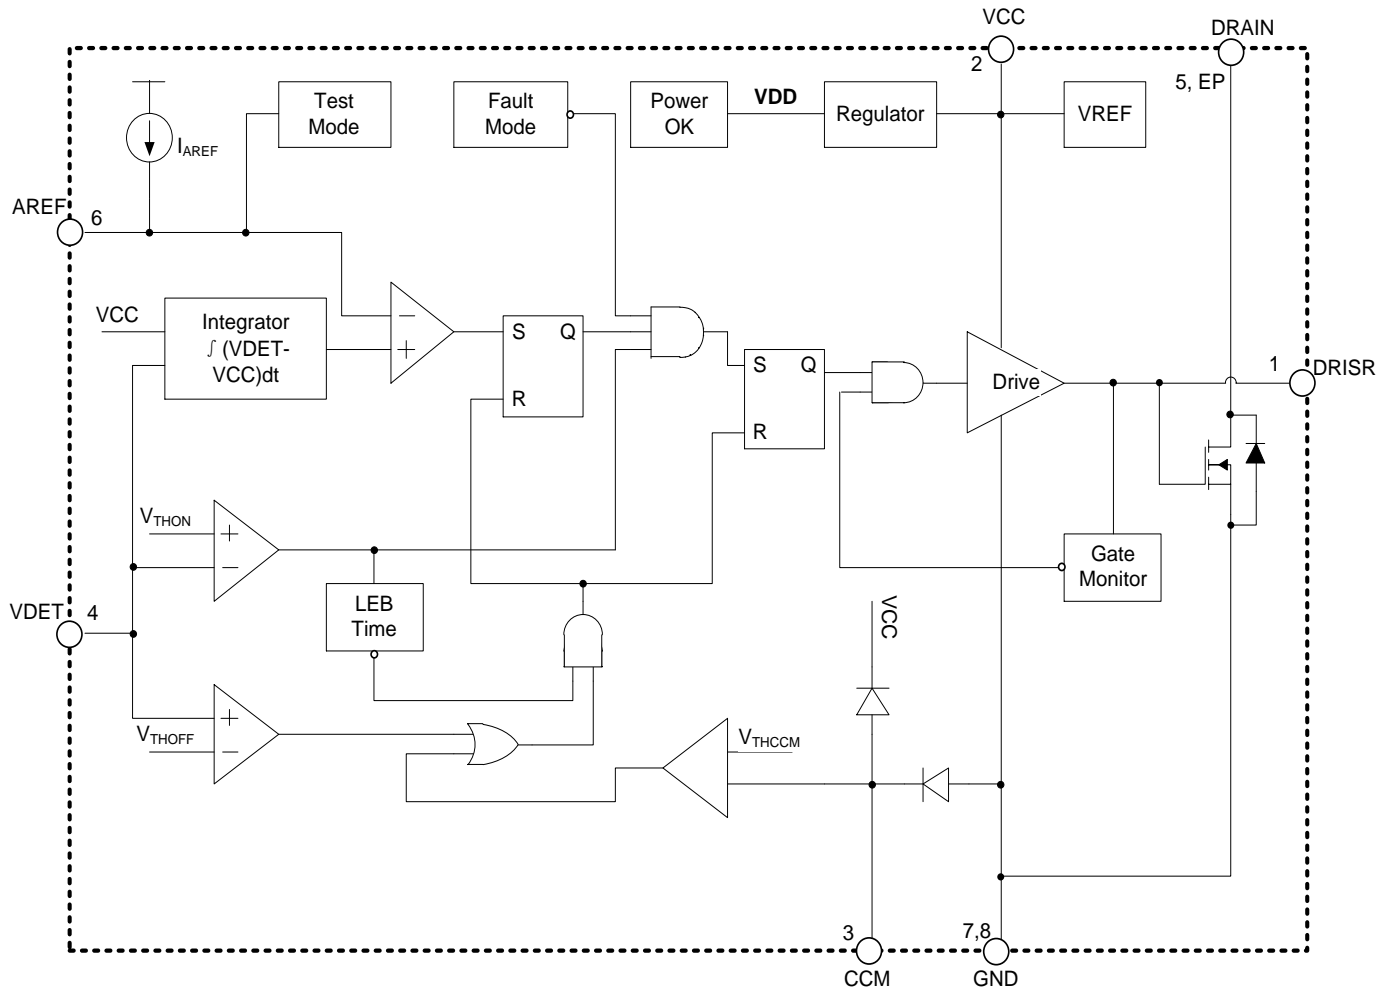 VCC
DRAIN
2
5, EP
Test
Mode
Fault
Mode
Power
OK
VDD
Regulator
VREF
IAREF
AREF
6
VCC
Integrator
∫ (VDET-
VCC)dt
−
+
S
Q
R
S
Q
R
Drive
1
DRISR
VTHON
+
−
Gate
Monitor
VDET
4
LEB
Time
VCC
VTHOFF
+
−
VTHCCM
3
7,8
CCM
GND